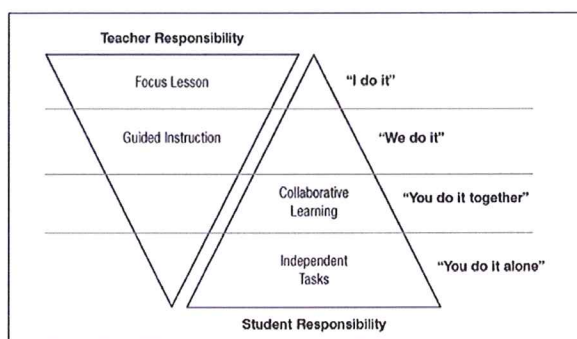 Teacher Responsibility
Focus Lesson
"I do it"
Guided Instruction
"We do it"
Collaborative
Learning
"You do it together"
Independent
Tasks
"You do it alone"
Student Responsibility